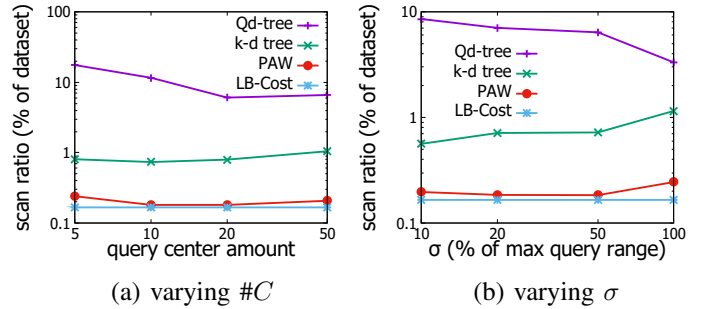 scan ratio (% of dataset)
100
10
1
0.1
Qd-tree
k-d tree
PAW
LB-Cost
5 10 20 50
query center amount
(a) varying #C
scan ratio (% of dataset)
10
1
0.1
Qd-tree
k-d tree
PAW
LB-Cost
10 20 50 100
σ (% of max query range)
(b) varying σ